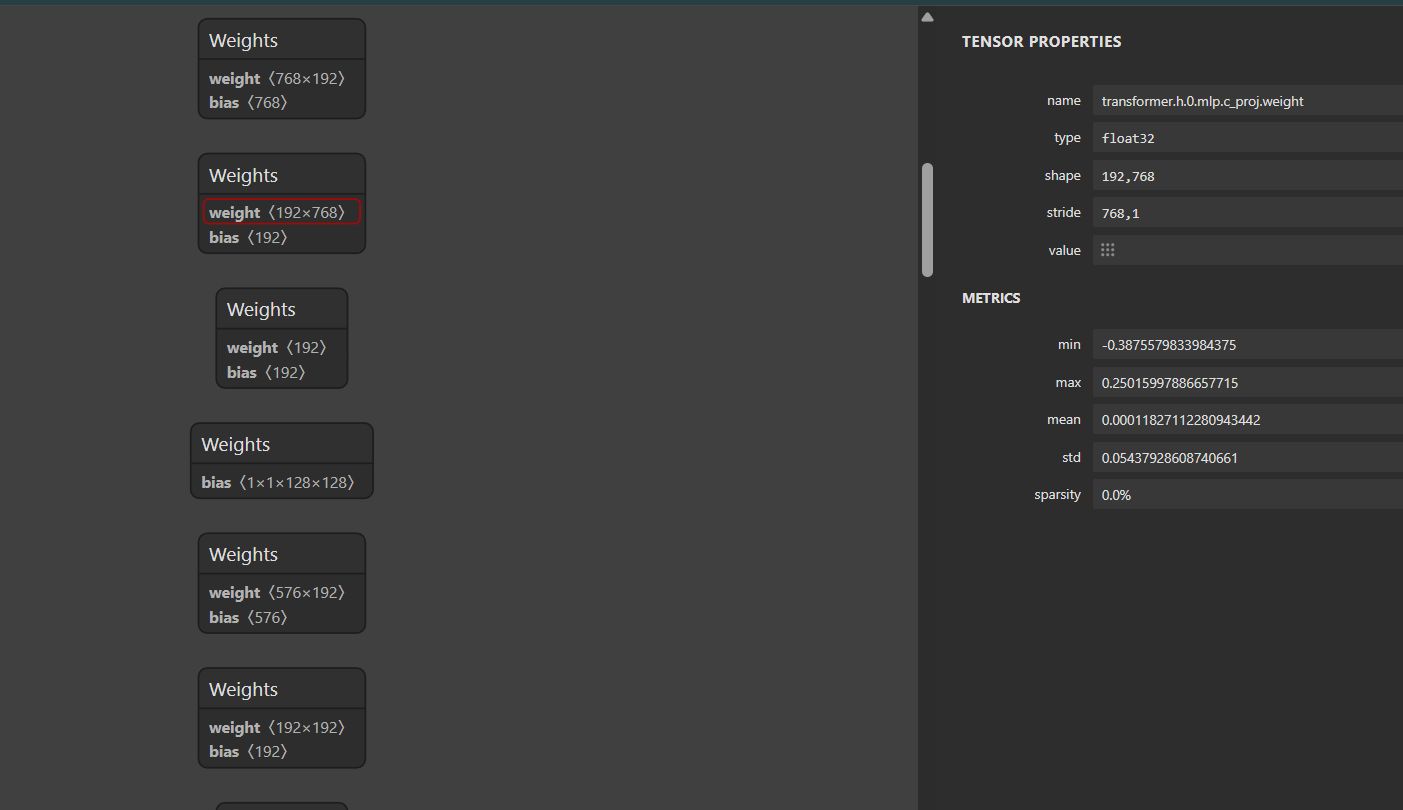 Weights
weight〈768×192〉
bias〈768〉
Weights
weight〈192×768〉
bias〈192〉
Weights
weight〈192〉
bias〈192〉
Weights
bias〈1×1×128×128〉
Weights
weight〈576×192〉
bias〈576〉
Weights
weight〈192×192〉
bias〈192〉
TENSOR PROPERTIES
name transformer.h.0.mlp.c_proj.weight
type float32
shape 192,768
stride 768,1
value
METRICS
min -0.3875579833984375
max 0.25015997886657715
mean 0.00011827112280943442
std 0.05437928608740661
sparsity 0.0%